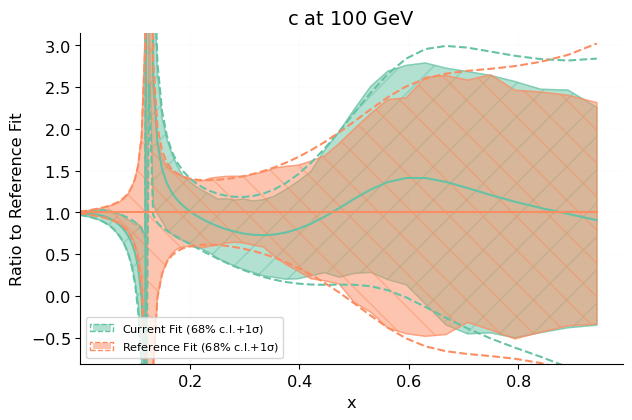 c at 100 GeV
Ratio to Reference Fit
3.0
2.5
2.0
1.5
1.0
0.5
0.0
−0.5
Current Fit (68% c.l.+1σ)
Reference Fit (68% c.l.+1σ)
0.2 0.4 0.6 0.8
x